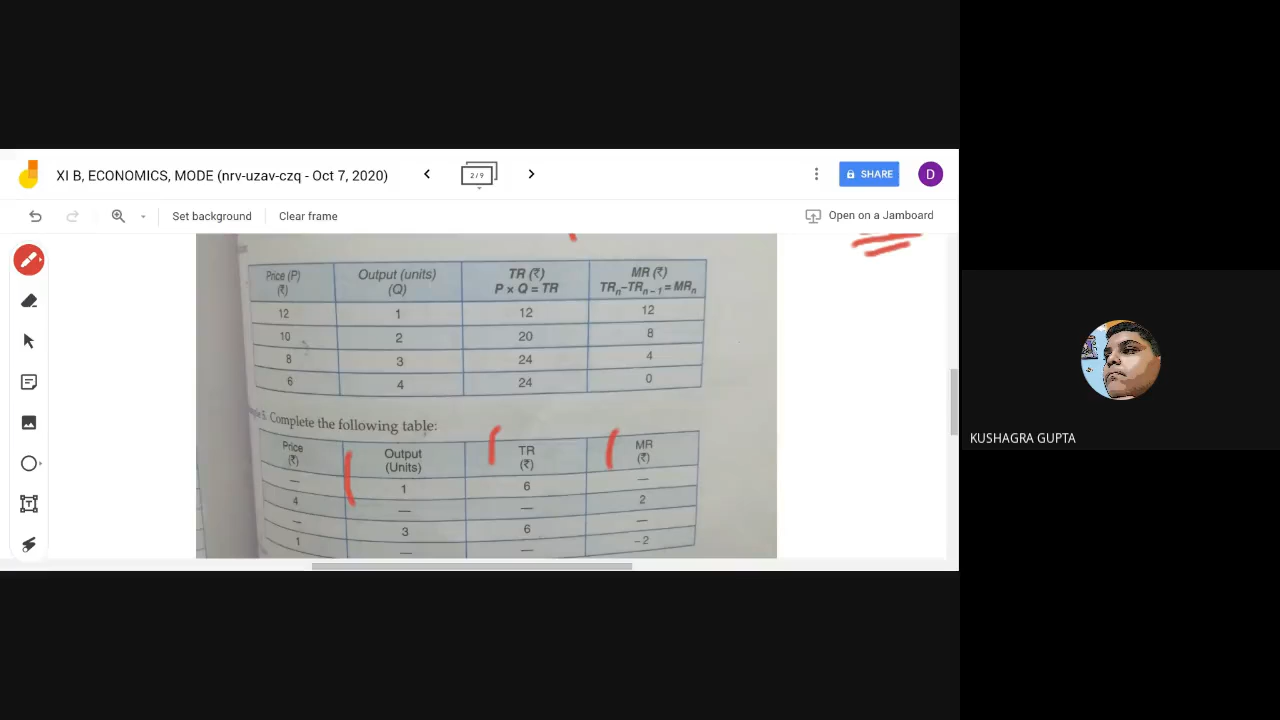 XI B, ECONOMICS, MODE (nrv-uzav-czq - Oct 7, 2020)
2/9
SHARE
D
Set background
Clear frame
Open on a Jamboard
Price (P) (₹) Output (units) (Q) TR (₹) P × Q = TR MR (₹) TRn–TRn – 1 = MRn
12 1 12 12
10 2 20 8
8 3 24 4
6 4 24 0
5. Complete the following table:
Price (₹) Output (Units) TR (₹) MR (₹)
— 1 6 —
4 — — 2
— 3 6 —
1 — — –2
KUSHAGRA GUPTA